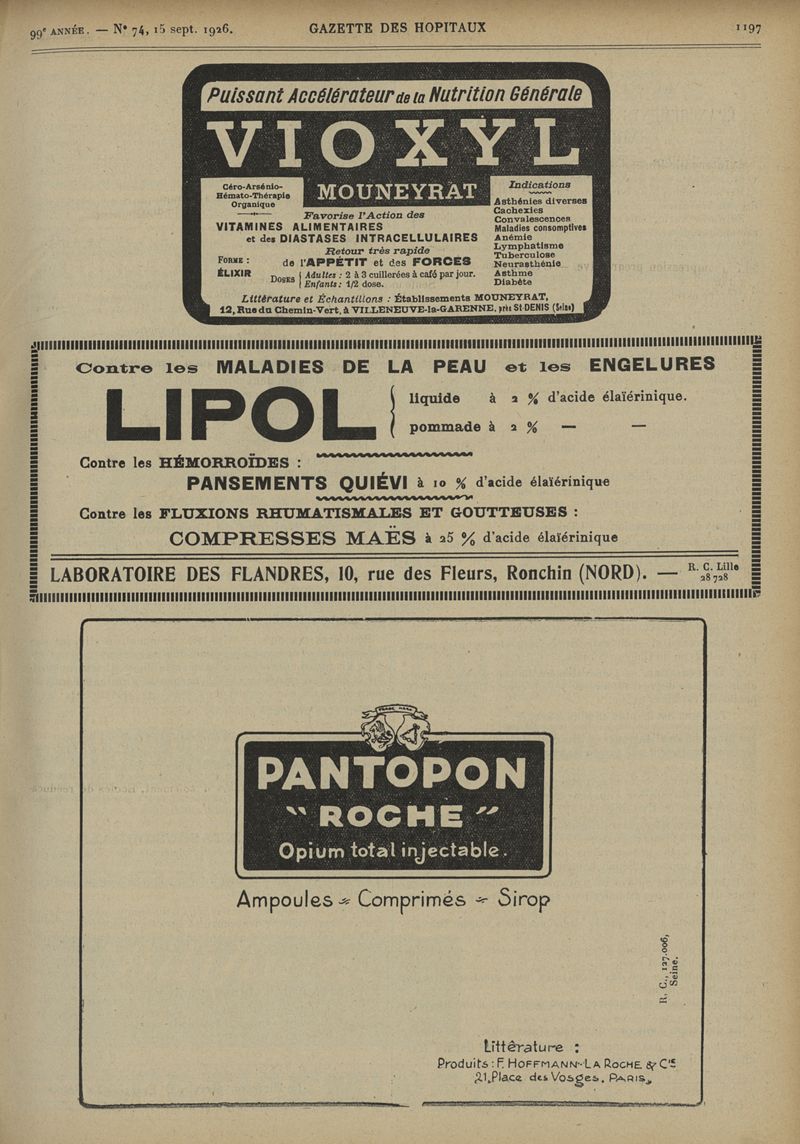 99e ANNÉE. — N° 74, 15 sept. 1926. GAZETTE DES HOPITAUX 1197
Puissant Accélérateur de la Nutrition Générale
VIOXYL
MOUNEYRAT
Céro-Arsénio-
Hémato-Thérapie
Organique
Favorise l'Action des
VITAMINES ALIMENTAIRES
et des DIASTASES INTRACELLULAIRES
Retour très rapide
de l'APPÉTIT et des FORCES
FORME :
ÉLIXIR
DOSES { Adultes : 2 à 3 cuillerées à café par jour.
Enfants : 1/2 dose.
Indications
Asthénies diverses
Cachexies
Convalescences
Maladies consomptives
Anémie
Lymphatisme
Tuberculose
Neurasthénie
Asthme
Diabète
Littérature et Échantillons : Établissements MOUNEYRAT,
12, Rue du Chemin-Vert, à VILLENEUVE-la-GARENNE, près St-DENIS (Seine)
Contre les MALADIES DE LA PEAU et les ENGELURES
LIPOL { liquide à 2 % d'acide élaïérinique.
pommade à 2 % — —
Contre les HÉMORROÏDES :
PANSEMENTS QUIÉVI à 10 % d'acide élaïérinique
Contre les FLUXIONS RHUMATISMALES ET GOUTTEUSES :
COMPRESSES MAËS à 25 % d'acide élaïérinique
LABORATOIRE DES FLANDRES, 10, rue des Fleurs, Ronchin (NORD). — R. C. Lille 28 728
TRADE MARK
PANTOPON
"ROCHE"
Opium total injectable.
Ampoules - Comprimés - Sirop
R. C., 127.006,
Seine.
Littérature :
Produits : F. HOFFMANN-LA ROCHE & Cie
21, Place des Vosges, PARIS.